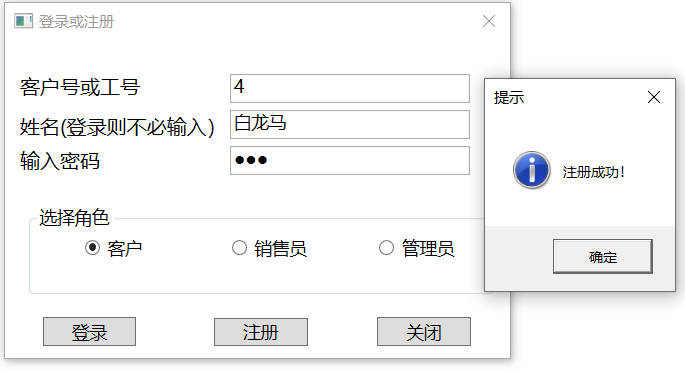 登录或注册
客户号或工号
4
姓名(登录则不必输入)
白龙马
输入密码
●●●
选择角色
客户 销售员 管理员
登录 注册 关闭
提示
注册成功!
确定